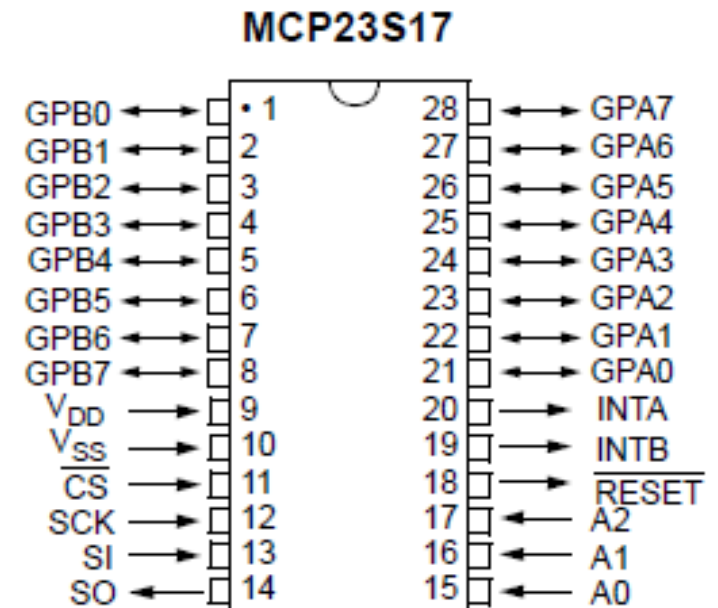 MCP23S17
GPB0 • 1 28 GPA7
GPB1 2 27 GPA6
GPB2 3 26 GPA5
GPB3 4 25 GPA4
GPB4 5 24 GPA3
GPB5 6 23 GPA2
GPB6 7 22 GPA1
GPB7 8 21 GPA0
VDD 9 20 INTA
VSS 10 19 INTB
CS 11 18 RESET
SCK 12 17 A2
SI 13 16 A1
SO 14 15 A0